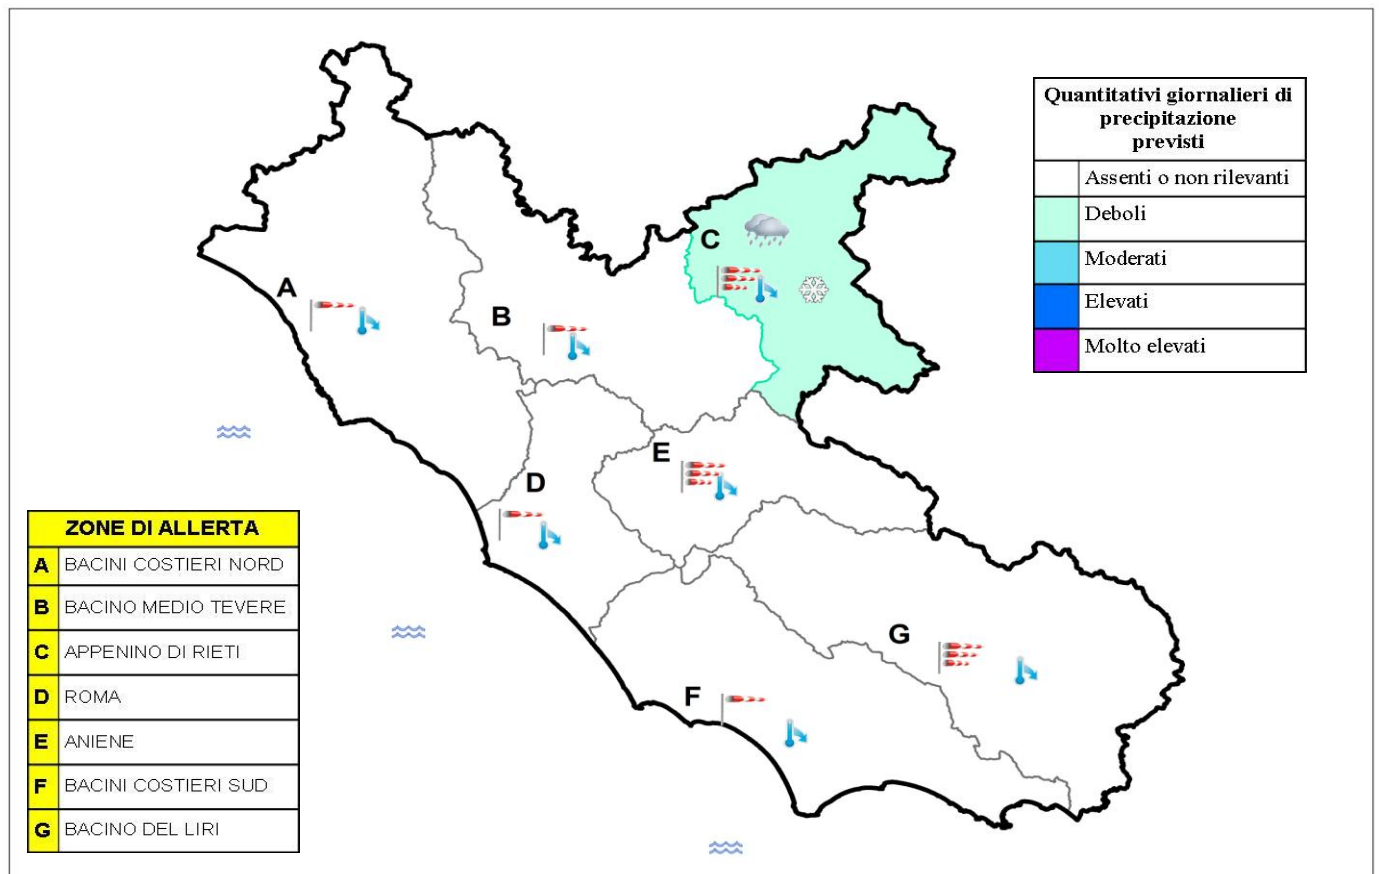 Quantitativi giornalieri di
precipitazione
previsti
Assenti o non rilevanti
Deboli
Moderati
Elevati
Molto elevati
C
A
B
E
D
G
F
ZONE DI ALLERTA
A BACINI COSTIERI NORD
B BACINO MEDIO TEVERE
C APPENINO DI RIETI
D ROMA
E ANIENE
F BACINI COSTIERI SUD
G BACINO DEL LIRI